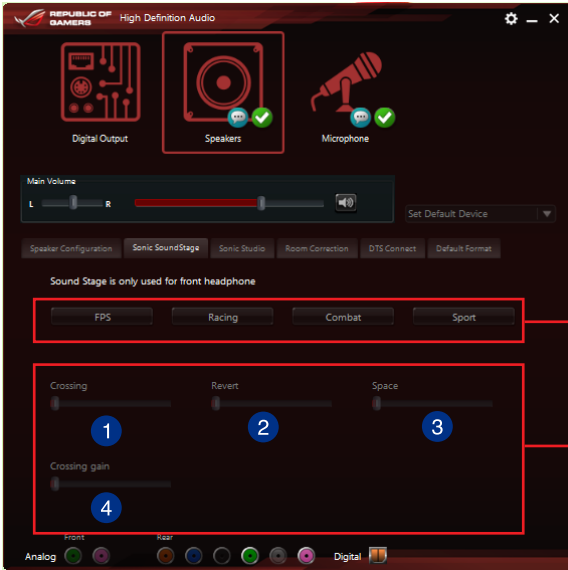 REPUBLIC OF
GAMERS
High Definition Audio
Digital Output
Speakers
Microphone
Main Volume
L R
Set Default Device
Speaker Configuration Sonic SoundStage Sonic Studio Room Correction DTS Connect Default Format
Sound Stage is only used for front headphone
FPS Racing Combat Sport
Crossing Revert Space
1 2 3
Crossing gain
4
Front Rear
Analog Digital